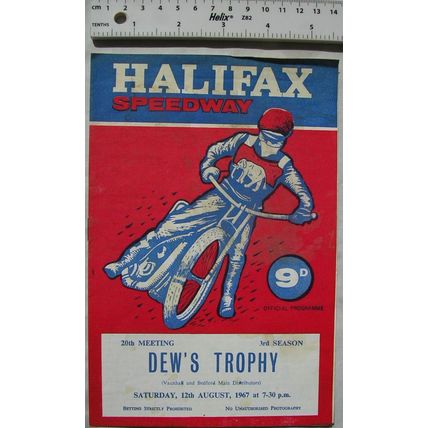 cm 1 2 3 4 5 6 7 8 9 10 11 12 13 14
TENTHS 1 2 Helix® Z82 3 4 5
HALIFAX
SPEEDWAY
9D
OFFICIAL PROGRAMME
20th MEETING 3rd SEASON
DEW'S TROPHY
(Vauxhall and Bedford Main Distributors)
SATURDAY, 12th AUGUST, 1967 at 7-30 p.m.
BETTING STRICTLY PROHIBITED NO UNAUTHORISED PHOTOGRAPHY